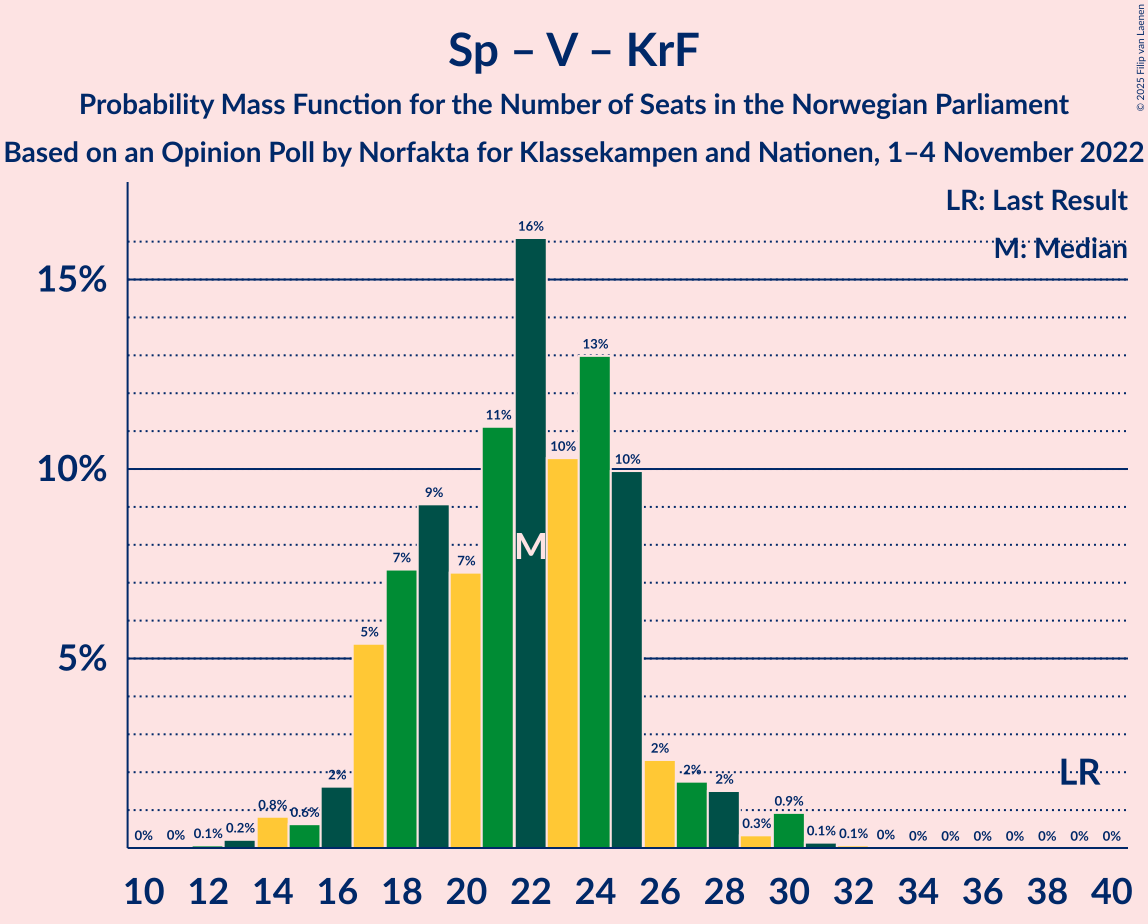 Sp – V – KrF
Probability Mass Function for the Number of Seats in the Norwegian Parliament
Based on an Opinion Poll by Norfakta for Klassekampen and Nationen, 1–4 November 2022
© 2025 Filip van Laenen
LR: Last Result
M: Median
15%
10%
5%
0% 0% 0.1% 0.2% 0.8% 0.6% 2% 5% 7% 9% 7% 11% 16% 10% 13% 10% 2% 2% 2% 0.3% 0.9% 0.1% 0.1% 0% 0% 0% 0% 0% 0% 0% 0%
M
LR
10 12 14 16 18 20 22 24 26 28 30 32 34 36 38 40